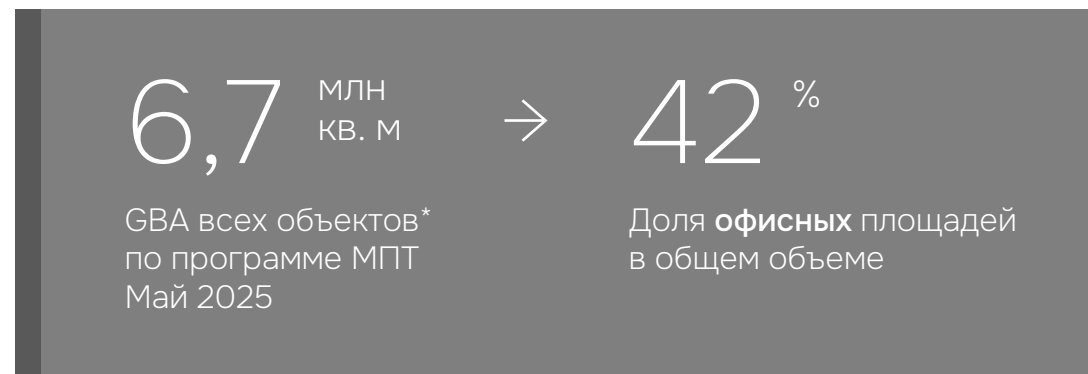 6,7 млн кв. м → 42 %
GBA всех объектов*
по программе МПТ
Май 2025
Доля офисных площадей
в общем объеме